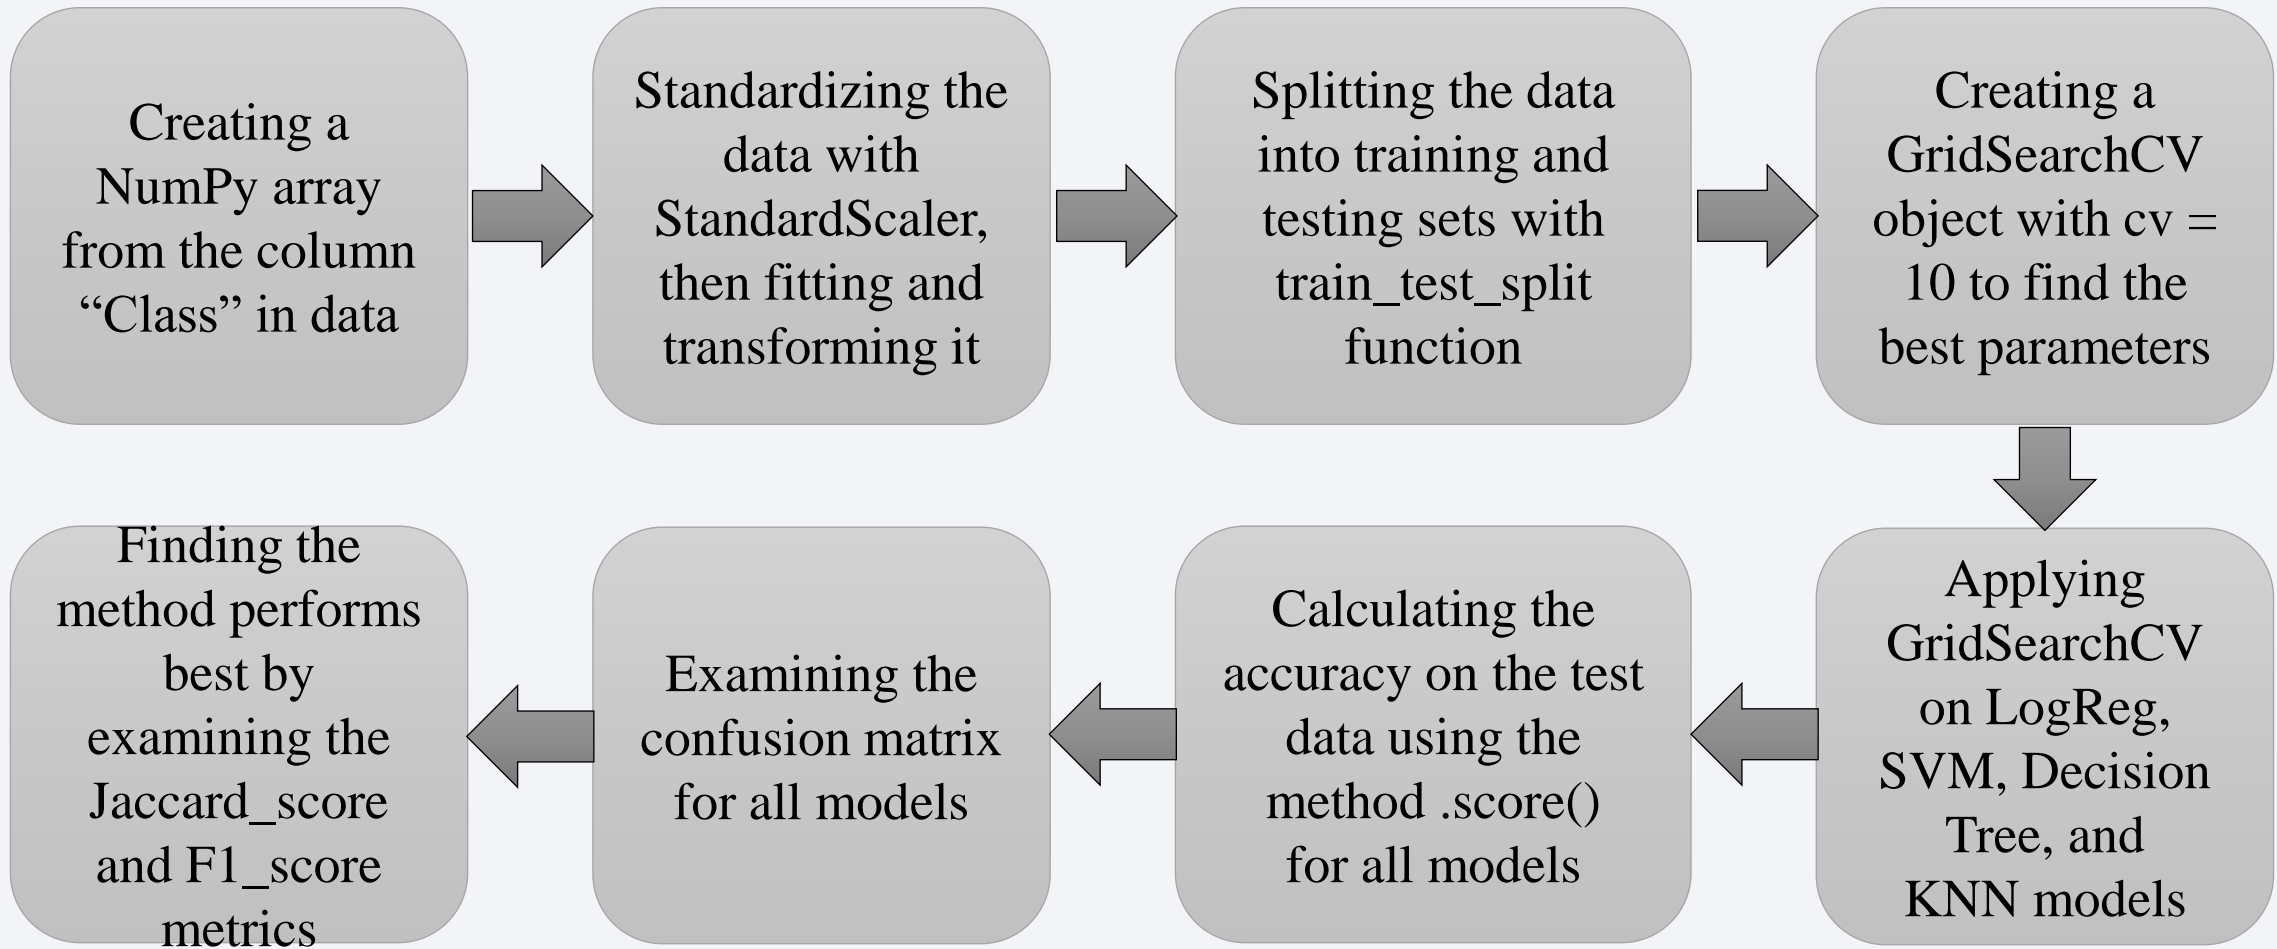 Creating a
NumPy array
from the column
“Class” in data
Standardizing the
data with
StandardScaler,
then fitting and
transforming it
Splitting the data
into training and
testing sets with
train_test_split
function
Creating a
GridSearchCV
object with cv =
10 to find the
best parameters
Applying
GridSearchCV
on LogReg,
SVM, Decision
Tree, and
KNN models
Calculating the
accuracy on the test
data using the
method .score()
for all models
Examining the
confusion matrix
for all models
Finding the
method performs
best by
examining the
Jaccard_score
and F1_score
metrics